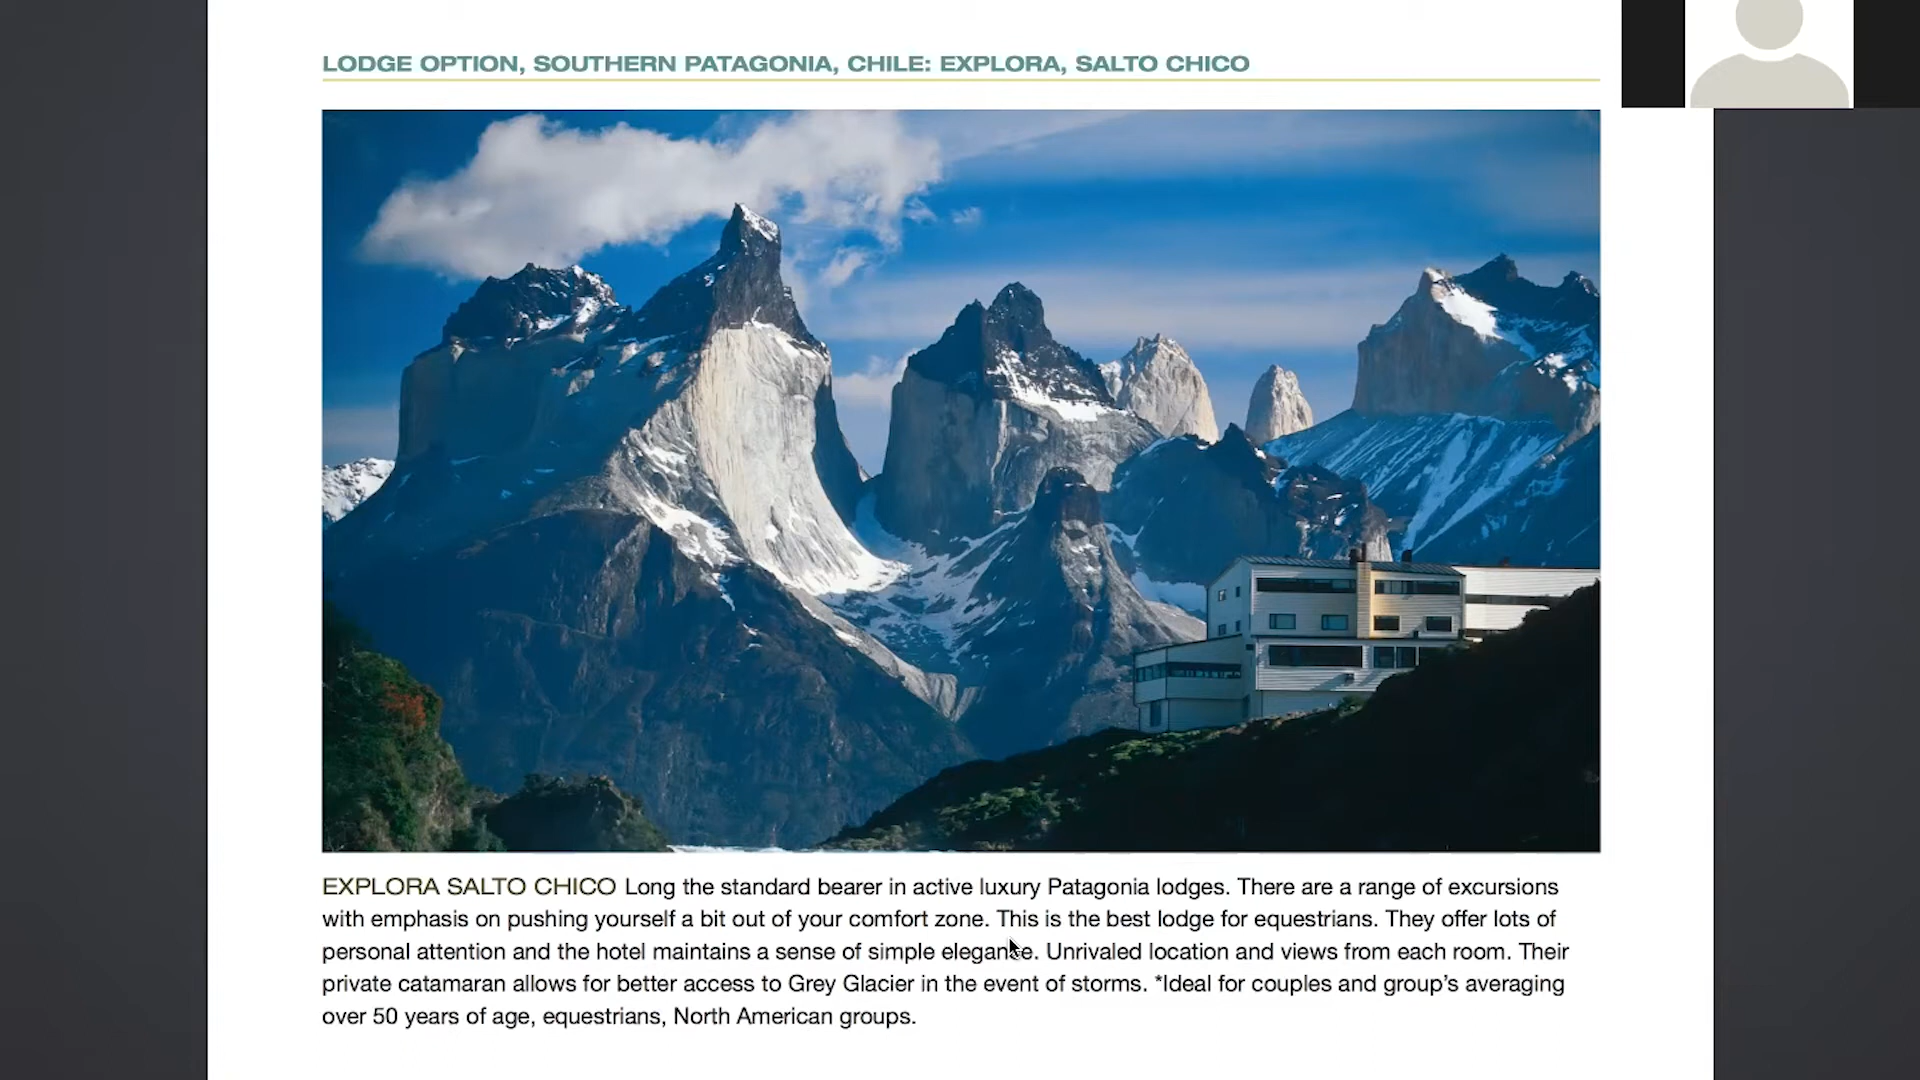 LODGE OPTION, SOUTHERN PATAGONIA, CHILE: EXPLORA, SALTO CHICO
EXPLORA SALTO CHICO Long the standard bearer in active luxury Patagonia lodges. There are a range of excursions
with emphasis on pushing yourself a bit out of your comfort zone. This is the best lodge for equestrians. They offer lots of
personal attention and the hotel maintains a sense of simple elegance. Unrivaled location and views from each room. Their
private catamaran allows for better access to Grey Glacier in the event of storms. *Ideal for couples and group’s averaging
over 50 years of age, equestrians, North American groups.